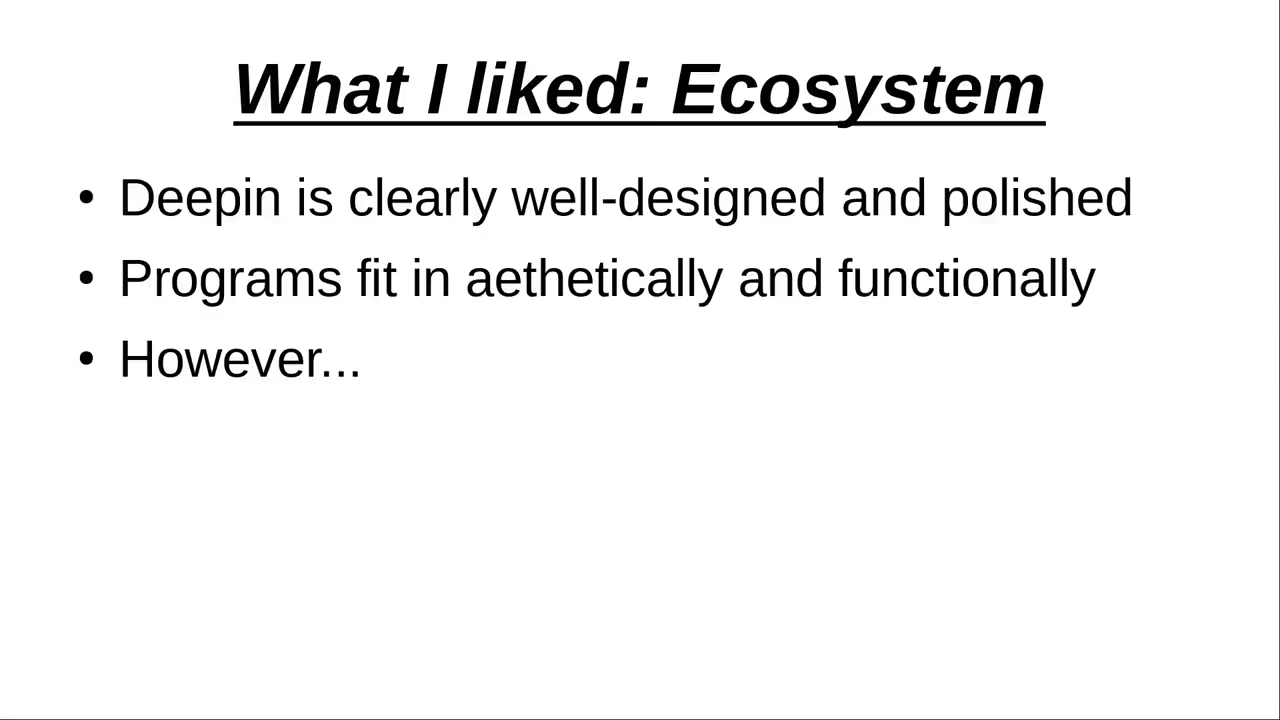 What I liked: Ecosystem
• Deepin is clearly well-designed and polished
• Programs fit in aethetically and functionally
• However...